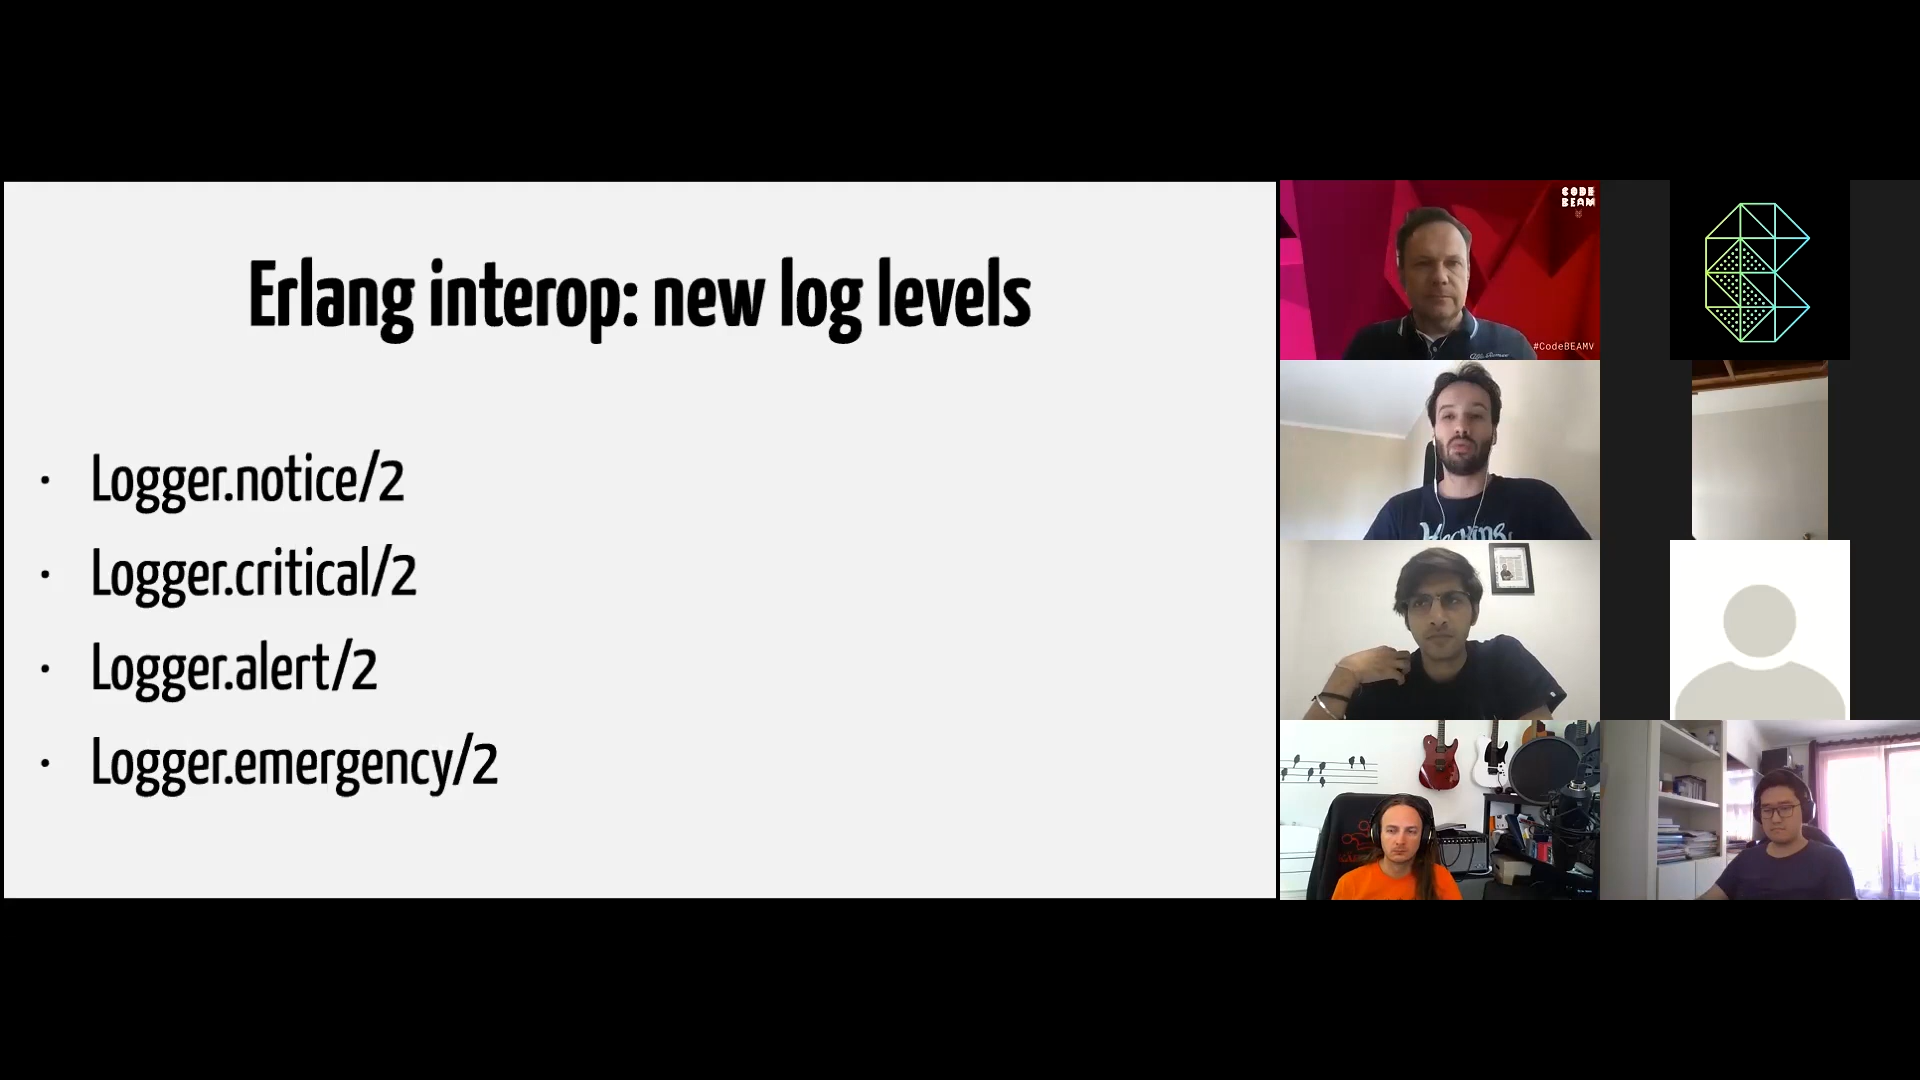 Erlang interop: new log levels
· Logger.notice/2
· Logger.critical/2
· Logger.alert/2
· Logger.emergency/2
CODE
BEAM
#CodeBEAMV